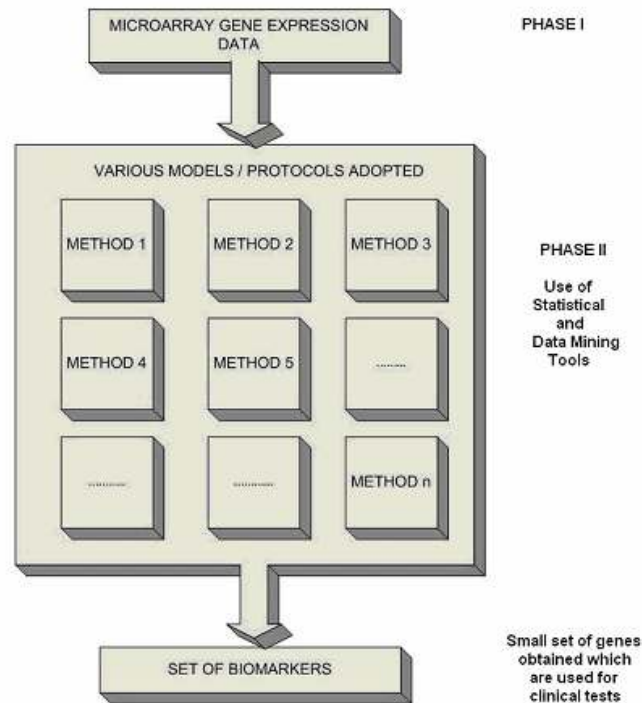 MICROARRAY GENE EXPRESSION
DATA
PHASE I
VARIOUS MODELS / PROTOCOLS ADOPTED
METHOD 1
METHOD 2
METHOD 3
PHASE II
Use of
Statistical
and
Data Mining
Tools
METHOD 4
METHOD 5
.........
...........
...........
METHOD n
SET OF BIOMARKERS
Small set of genes
obtained which
are used for
clinical tests